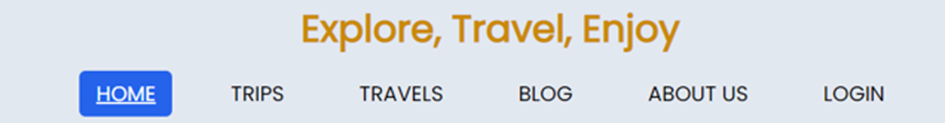 Explore, Travel, Enjoy
HOME TRIPS TRAVELS BLOG ABOUT US LOGIN